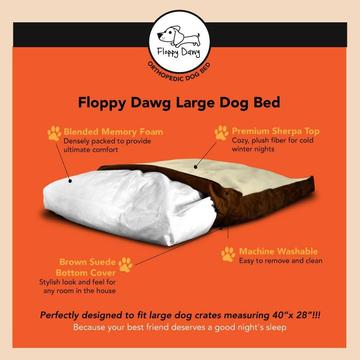 Floppy Dawg
ORTHOPEDIC DOG BED
Floppy Dawg Large Dog Bed
Blended Memory Foam
Densely packed to provide
ultimate comfort
Premium Sherpa Top
Cozy, plush fiber for cold
winter nights
Brown Suede
Bottom Cover
Stylish look and feel for
any room in the house
Machine Washable
Easy to remove and clean
Perfectly designed to fit large dog crates measuring 40”x 28”!!!
Because your best friend deserves a good night's sleep